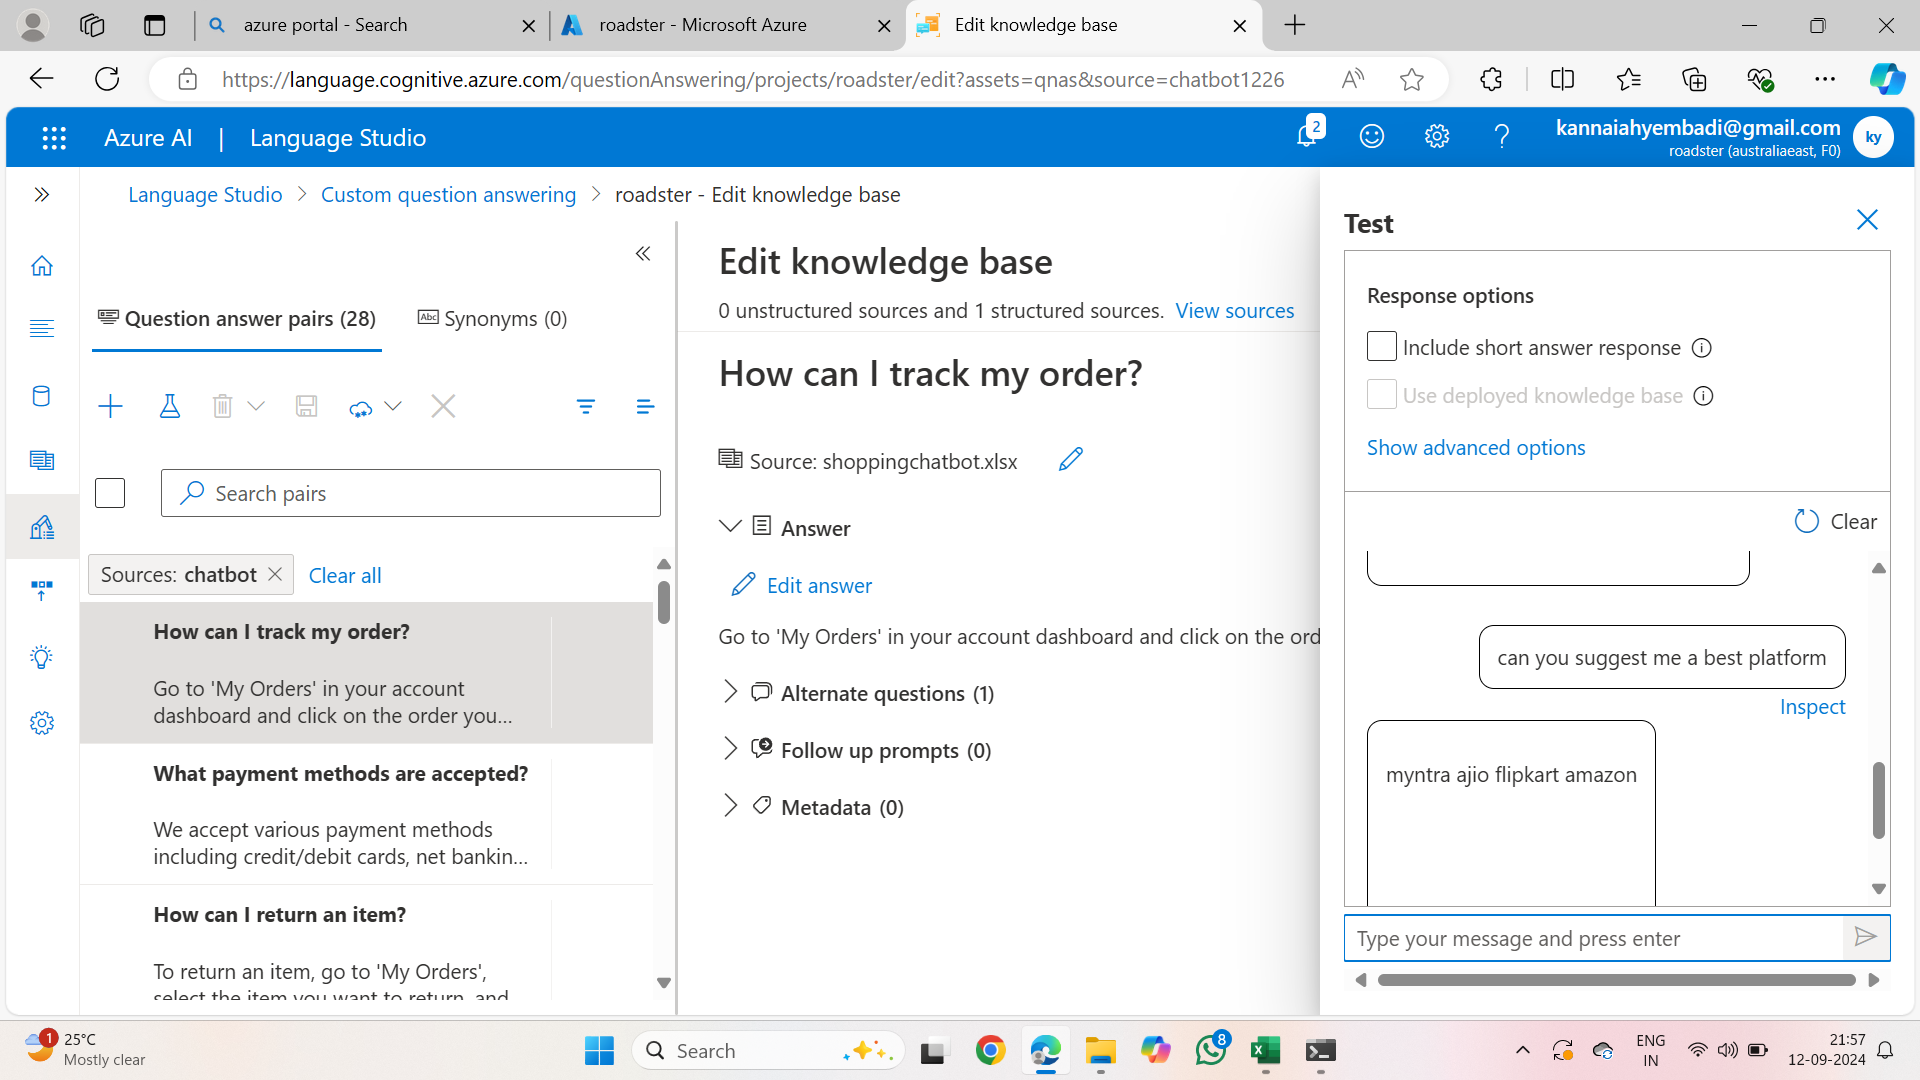 azure portal - Search
roadster - Microsoft Azure
Edit knowledge base
https://language.cognitive.azure.com/questionAnswering/projects/roadster/edit?assets=qnas&source=chatbot1226
Azure AI | Language Studio
2
kannaiahyembadi@gmail.com
roadster (australiaeast, F0)
ky
Language Studio > Custom question answering > roadster - Edit knowledge base
Question answer pairs (28)
Abc Synonyms (0)
Search pairs
Sources: chatbot
Clear all
How can I track my order?
Go to 'My Orders' in your account
dashboard and click on the order you...
What payment methods are accepted?
We accept various payment methods
including credit/debit cards, net bankin...
How can I return an item?
To return an item, go to 'My Orders',
select the item you want to return, and
Edit knowledge base
0 unstructured sources and 1 structured sources. View sources
How can I track my order?
Source: shoppingchatbot.xlsx
Answer
Edit answer
Go to 'My Orders' in your account dashboard and click on the ord
Alternate questions (1)
Follow up prompts (0)
Metadata (0)
Test
Response options
Include short answer response
Use deployed knowledge base
Show advanced options
Clear
can you suggest me a best platform
Inspect
myntra ajio flipkart amazon
Type your message and press enter
1
25°C
Mostly clear
Search
8
ENG
IN
21:57
12-09-2024